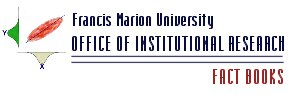 Francis Marion University
OFFICE OF INSTITUTIONAL RESEARCH
FACT BOOKS
Y
X